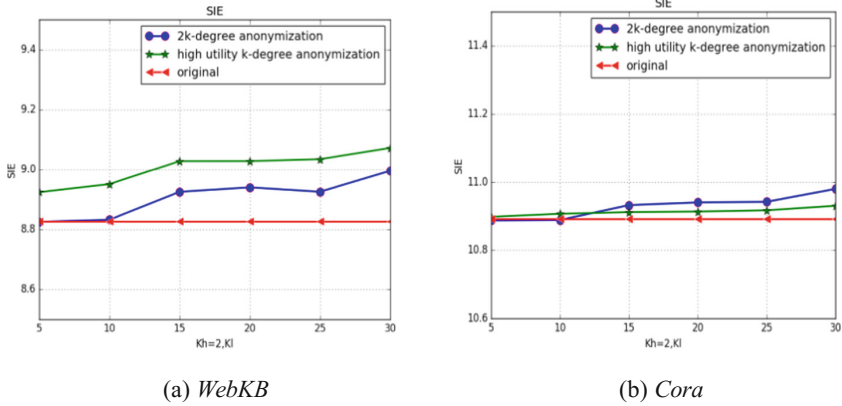 SIE
9.5
9.2
9.0
8.8
8.6
SIE
2k-degree anonymization
high utility k-degree anonymization
original
5 10 15 20 25 30
Kh=2,Kl
(a) WebKB
SIE
11.5
11.2
11.0
10.8
10.6
SIE
2k-degree anonymization
high utility k-degree anonymization
original
5 10 15 20 25 30
Kh=2,Kl
(b) Cora